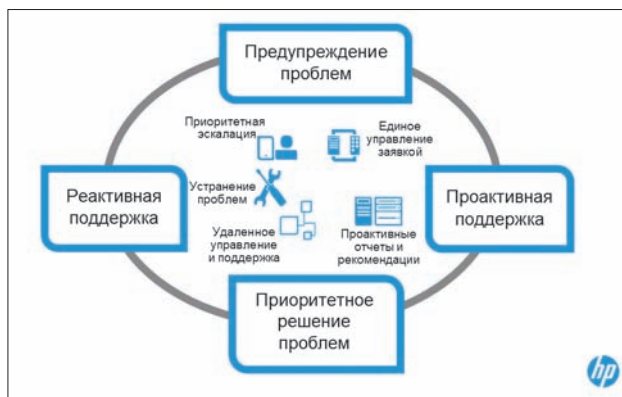 Предупреждение
проблем
Приоритетная
эскалация
Единое
управление
заявкой
Реактивная
поддержка
Устранение
проблем
Проактивная
поддержка
Удаленное
управление
и поддержка
Проактивные
отчеты и
рекомендации
Приоритетное
решение
проблем
hp